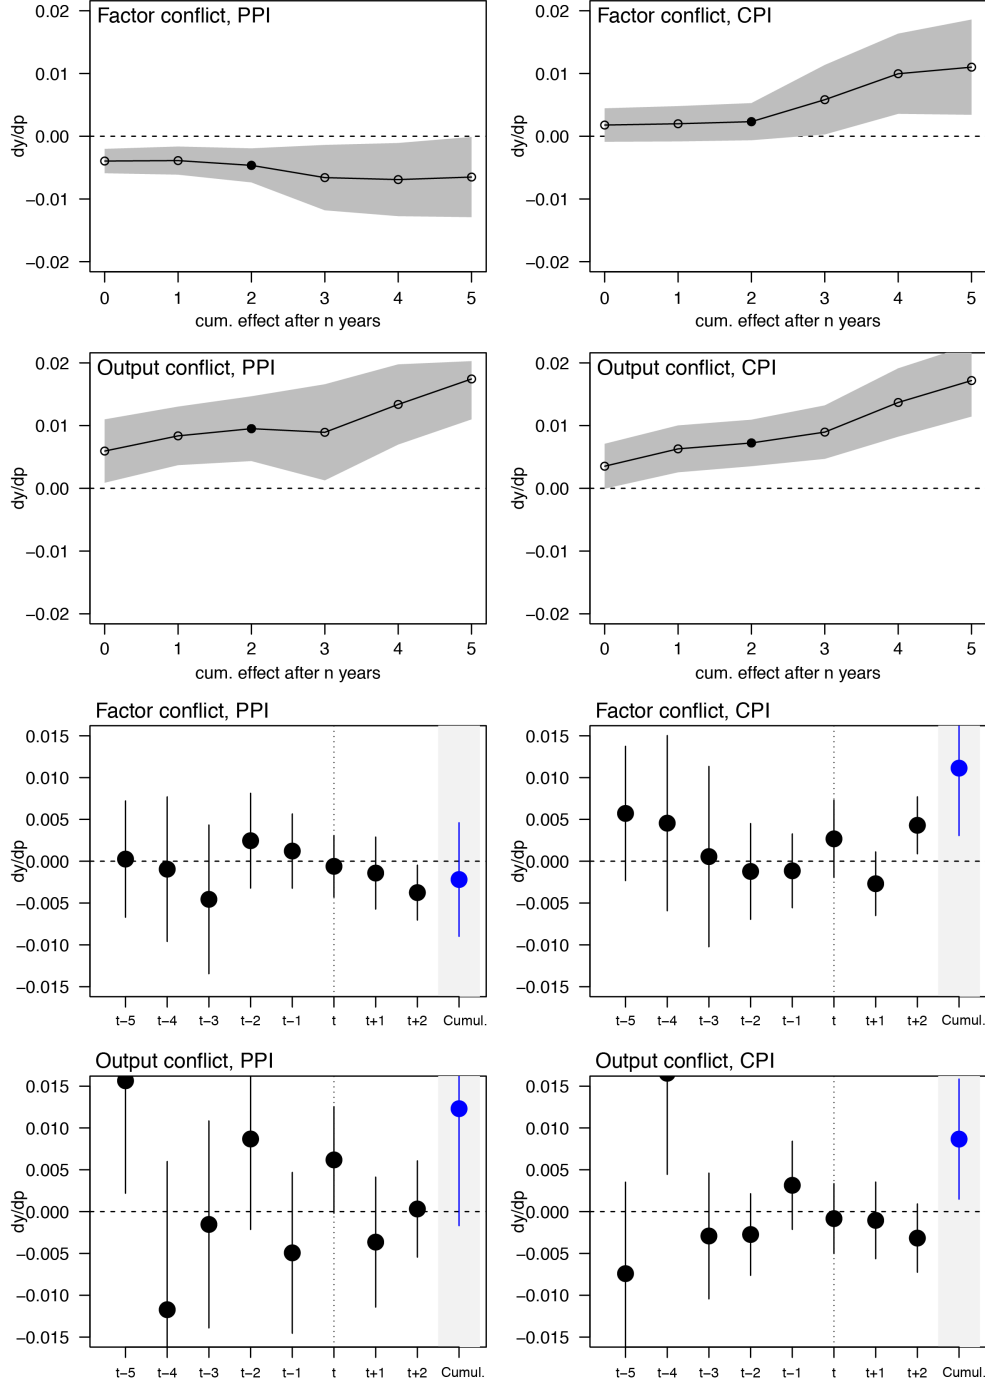 Factor conflict, PPI
dy/dp
0.02
0.01
0.00
−0.01
−0.02
0 1 2 3 4 5
cum. effect after n years
Factor conflict, CPI
dy/dp
0.02
0.01
0.00
−0.01
−0.02
0 1 2 3 4 5
cum. effect after n years
Output conflict, PPI
dy/dp
0.02
0.01
0.00
−0.01
−0.02
0 1 2 3 4 5
cum. effect after n years
Output conflict, CPI
dy/dp
0.02
0.01
0.00
−0.01
−0.02
0 1 2 3 4 5
cum. effect after n years
Factor conflict, PPI
dy/dp
0.015
0.010
0.005
0.000
−0.005
−0.010
−0.015
t−5 t−4 t−3 t−2 t−1 t t+1 t+2 Cumul.
Factor conflict, CPI
dy/dp
0.015
0.010
0.005
0.000
−0.005
−0.010
−0.015
t−5 t−4 t−3 t−2 t−1 t t+1 t+2 Cumul.
Output conflict, PPI
dy/dp
0.015
0.010
0.005
0.000
−0.005
−0.010
−0.015
t−5 t−4 t−3 t−2 t−1 t t+1 t+2 Cumul.
Output conflict, CPI
dy/dp
0.015
0.010
0.005
0.000
−0.005
−0.010
−0.015
t−5 t−4 t−3 t−2 t−1 t t+1 t+2 Cumul.